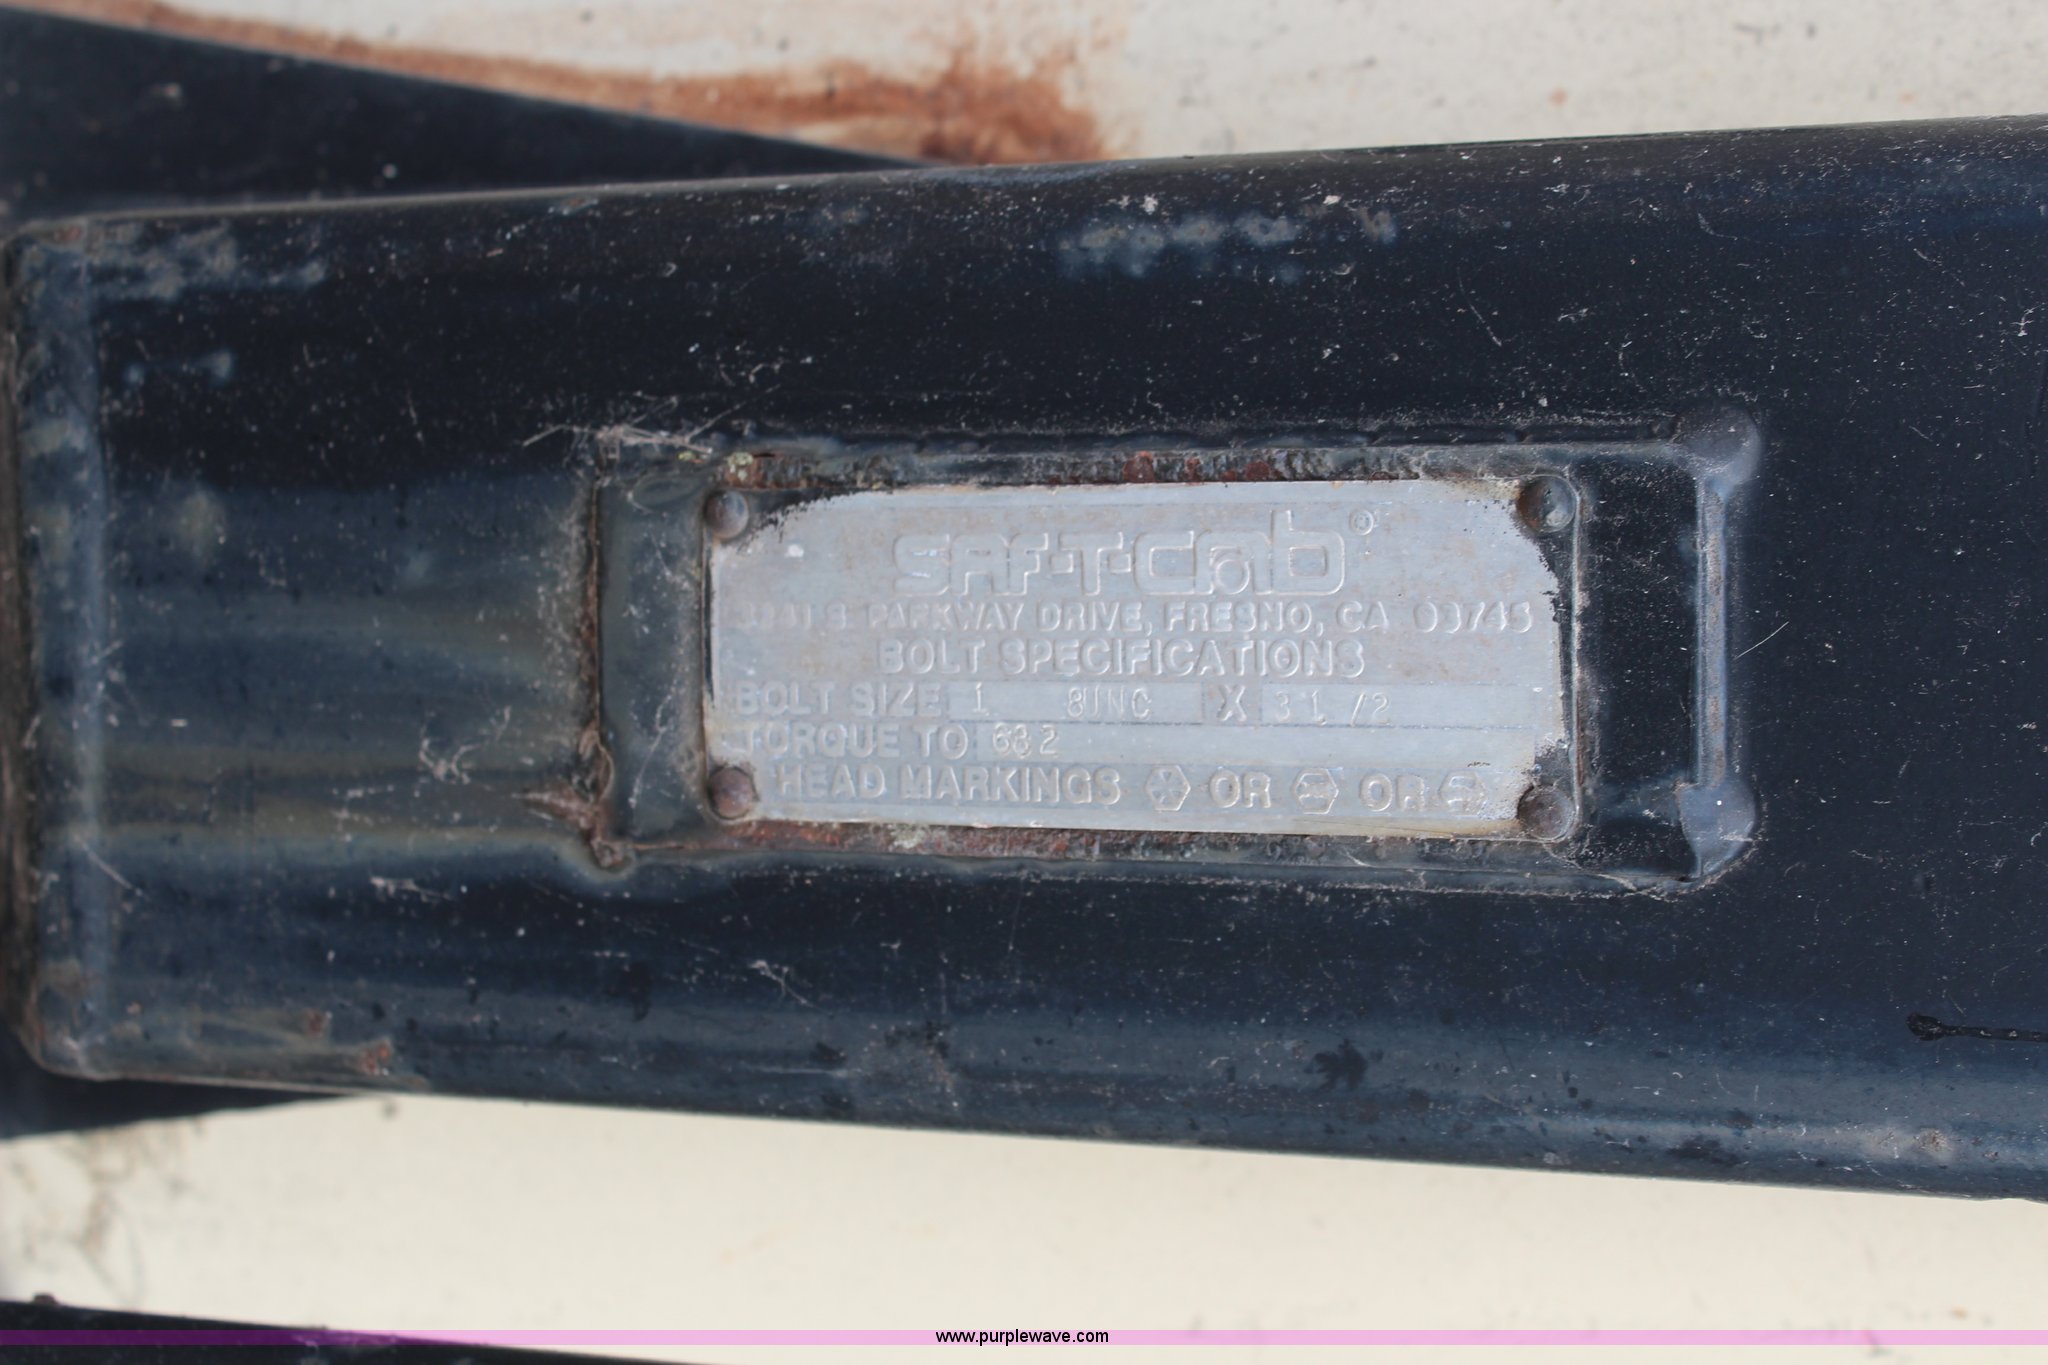 SAF-T-CAB ©
S. PARKWAY DRIVE, FRESNO, CA
BOLT SPECIFICATIONS
BOLT SIZE 1 8UNC X 3 1 /2
TORQUE TO 632
HEAD MARKINGS OR OR
www.purplewave.com